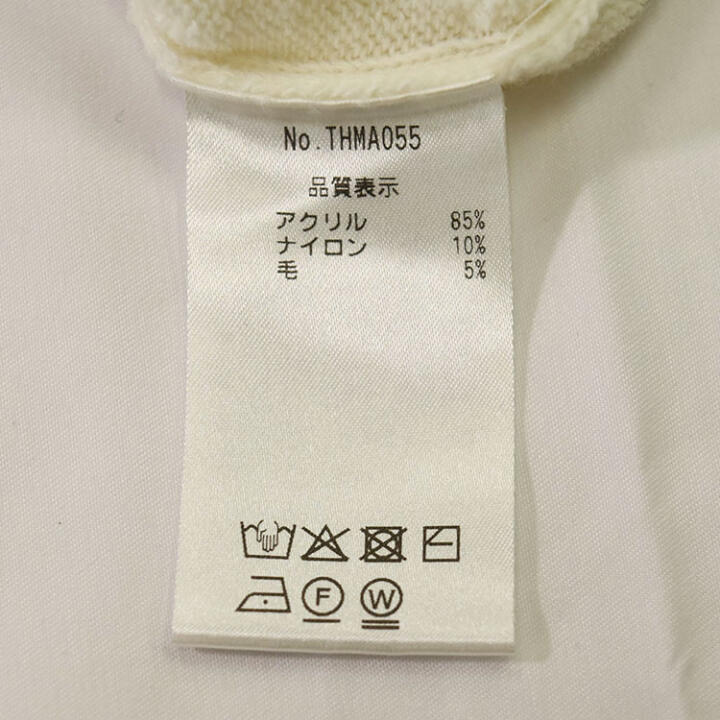 No.THMA055
品質表示
アクリル 85%
ナイロン 10%
毛 5%
F W